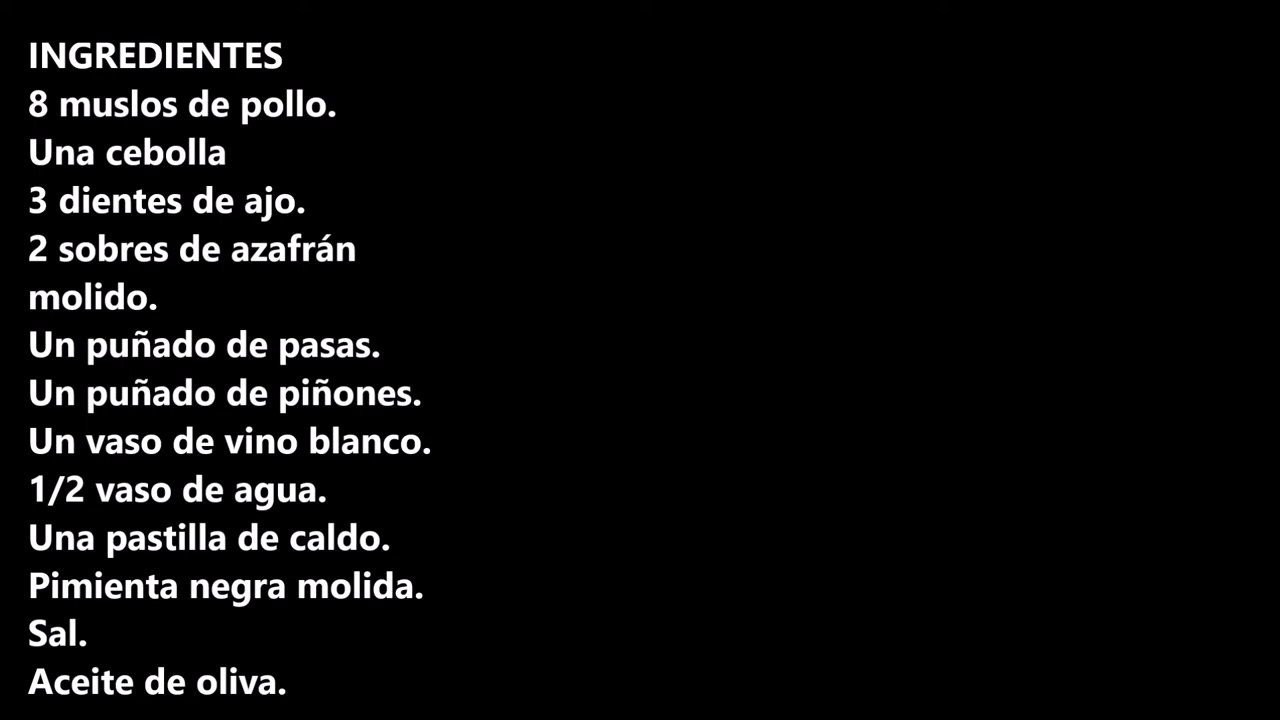 INGREDIENTES
8 muslos de pollo.
Una cebolla
3 dientes de ajo.
2 sobres de azafrán
molido.
Un puñado de pasas.
Un puñado de piñones.
Un vaso de vino blanco.
1/2 vaso de agua.
Una pastilla de caldo.
Pimienta negra molida.
Sal.
Aceite de oliva.